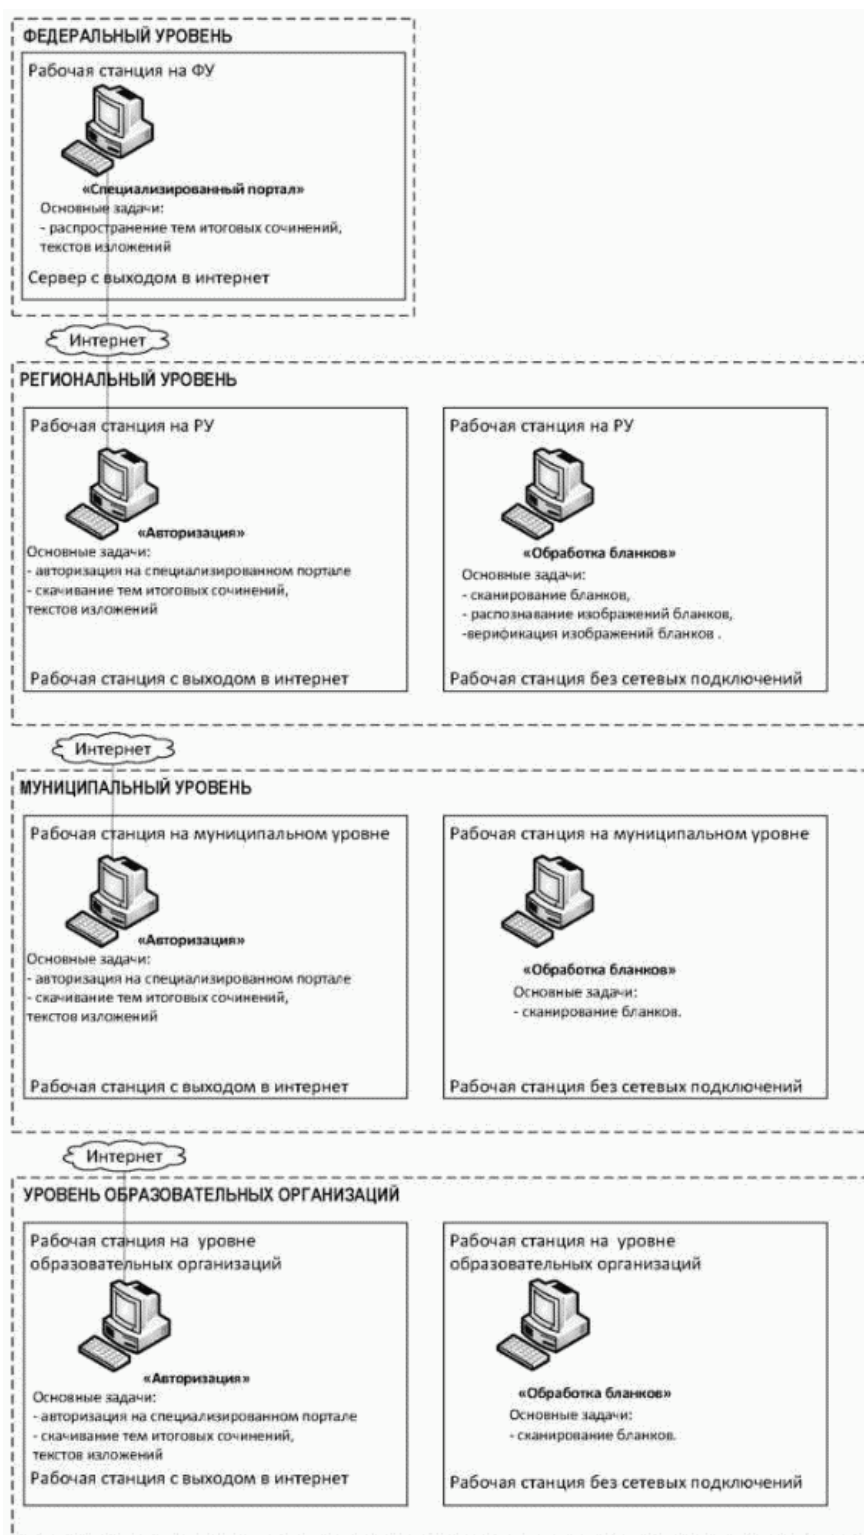 ФЕДЕРАЛЬНЫЙ УРОВЕНЬ
Рабочая станция на ФУ
«Специализированный портал»
Основные задачи:
- распространение тем итоговых сочинений,
текстов изложений
Сервер с выходом в интернет
Интернет
РЕГИОНАЛЬНЫЙ УРОВЕНЬ
Рабочая станция на РУ
«Авторизация»
Основные задачи:
- авторизация на специализированном портале
- скачивание тем итоговых сочинений,
текстов изложений
Рабочая станция с выходом в интернет
Рабочая станция на РУ
«Обработка бланков»
Основные задачи:
- сканирование бланков,
- распознавание изображений бланков,
-верификация изображений бланков .
Рабочая станция без сетевых подключений
Интернет
МУНИЦИПАЛЬНЫЙ УРОВЕНЬ
Рабочая станция на муниципальном уровне
«Авторизация»
Основные задачи:
- авторизация на специализированном портале
- скачивание тем итоговых сочинений,
текстов изложений
Рабочая станция с выходом в интернет
Рабочая станция на муниципальном уровне
«Обработка бланков»
Основные задачи:
- сканирование бланков.
Рабочая станция без сетевых подключений
Интернет
УРОВЕНЬ ОБРАЗОВАТЕЛЬНЫХ ОРГАНИЗАЦИЙ
Рабочая станция на уровне
образовательных организаций
«Авторизация»
Основные задачи:
- авторизация на специализированном портале
- скачивание тем итоговых сочинений,
текстов изложений
Рабочая станция с выходом в интернет
Рабочая станция на уровне
образовательных организаций
«Обработка бланков»
Основные задачи:
- сканирование бланков.
Рабочая станция без сетевых подключений